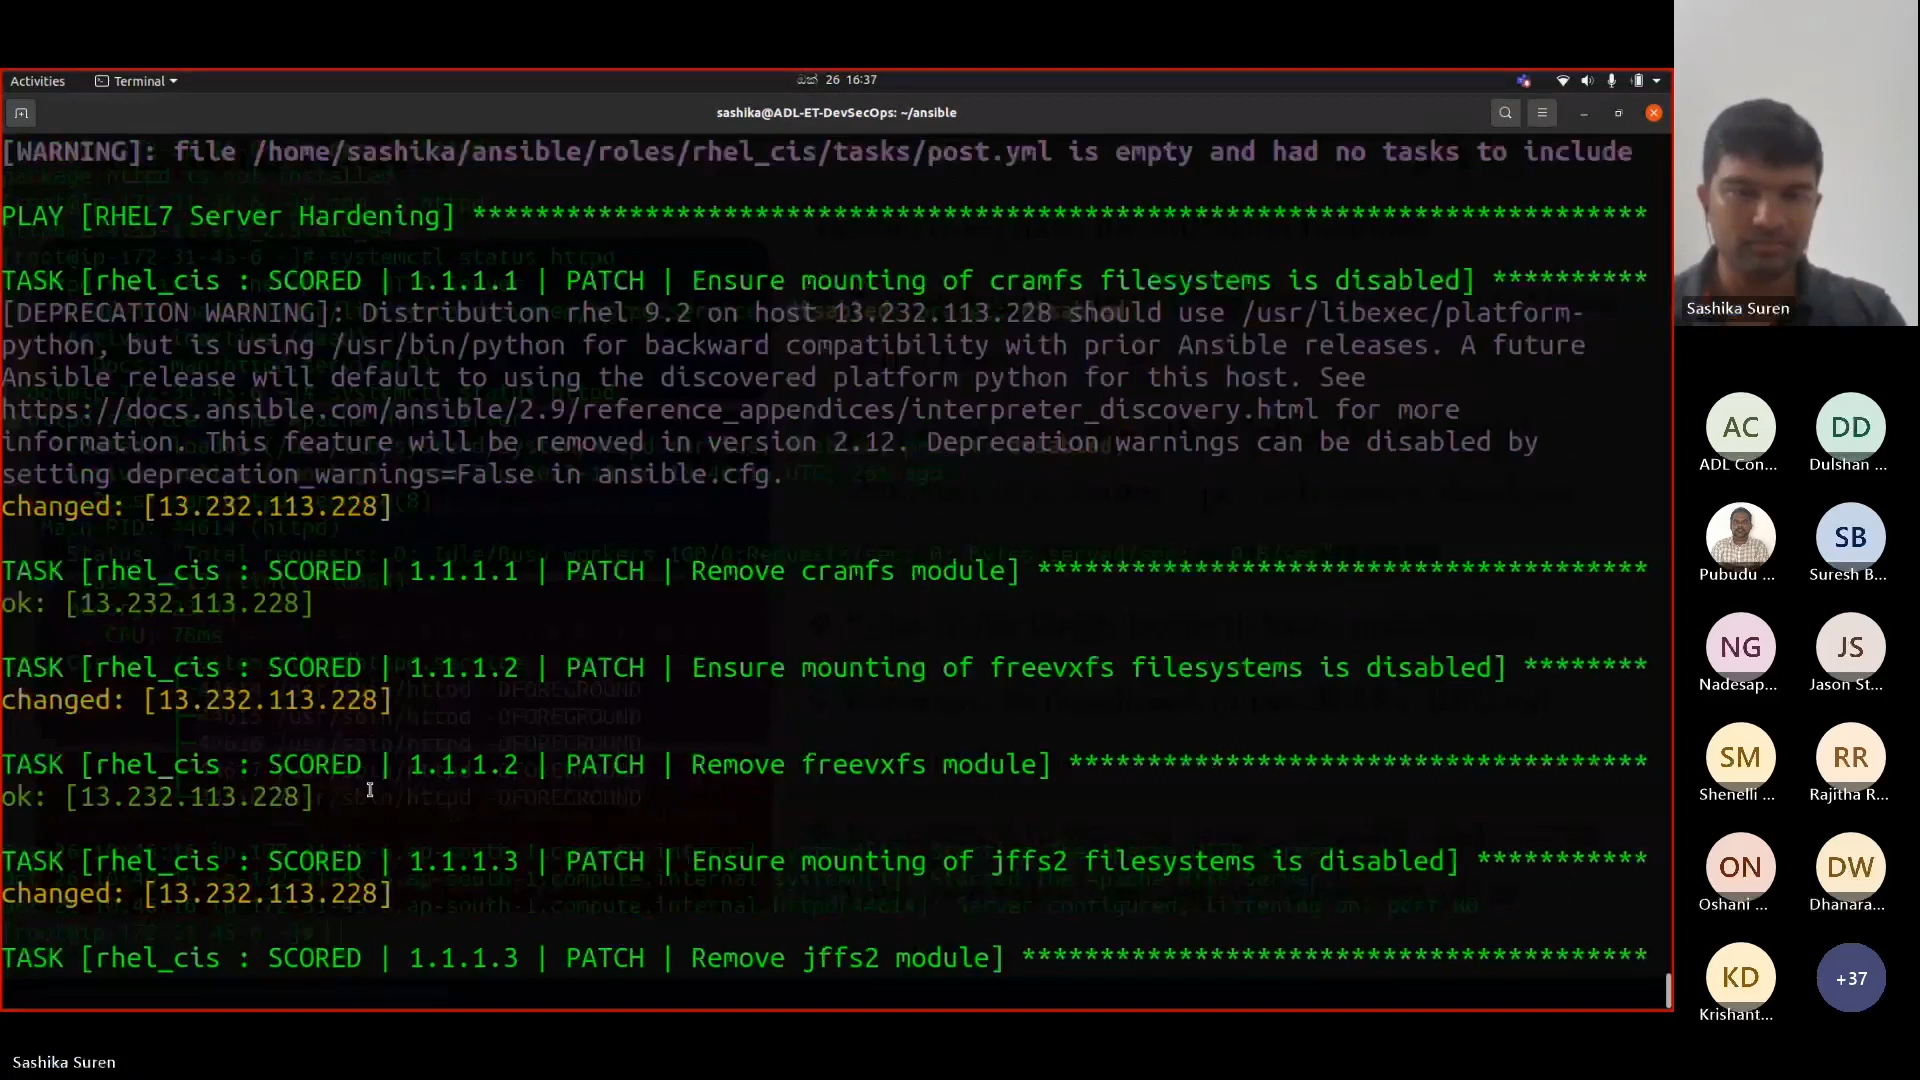 Activities
Terminal
ඔක් 26 16:37
sashika@ADL-ET-DevSecOps: ~/ansible
[WARNING]: file /home/sashika/ansible/roles/rhel_cis/tasks/post.yml is empty and had no tasks to include
PLAY [RHEL7 Server Hardening] ***************************************************************************
TASK [rhel_cis : SCORED | 1.1.1.1 | PATCH | Ensure mounting of cramfs filesystems is disabled] **********
[DEPRECATION WARNING]: Distribution rhel 9.2 on host 13.232.113.228 should use /usr/libexec/platform-
python, but is using /usr/bin/python for backward compatibility with prior Ansible releases. A future
Ansible release will default to using the discovered platform python for this host. See
https://docs.ansible.com/ansible/2.9/reference_appendices/interpreter_discovery.html for more
information. This feature will be removed in version 2.12. Deprecation warnings can be disabled by
setting deprecation_warnings=False in ansible.cfg.
changed: [13.232.113.228]
TASK [rhel_cis : SCORED | 1.1.1.1 | PATCH | Remove cramfs module] ***************************************
ok: [13.232.113.228]
TASK [rhel_cis : SCORED | 1.1.1.2 | PATCH | Ensure mounting of freevxfs filesystems is disabled] ********
changed: [13.232.113.228]
TASK [rhel_cis : SCORED | 1.1.1.2 | PATCH | Remove freevxfs module] *************************************
ok: [13.232.113.228]
TASK [rhel_cis : SCORED | 1.1.1.3 | PATCH | Ensure mounting of jffs2 filesystems is disabled] ***********
changed: [13.232.113.228]
TASK [rhel_cis : SCORED | 1.1.1.3 | PATCH | Remove jffs2 module] ****************************************
Sashika Suren
AC
ADL Con...
DD
Dulshan ...
Pubudu ...
SB
Suresh B...
NG
Nadesap...
JS
Jason St...
SM
Shenelli ...
RR
Rajitha R...
ON
Oshani ...
DW
Dhanara...
KD
Krishant...
+37
Sashika Suren